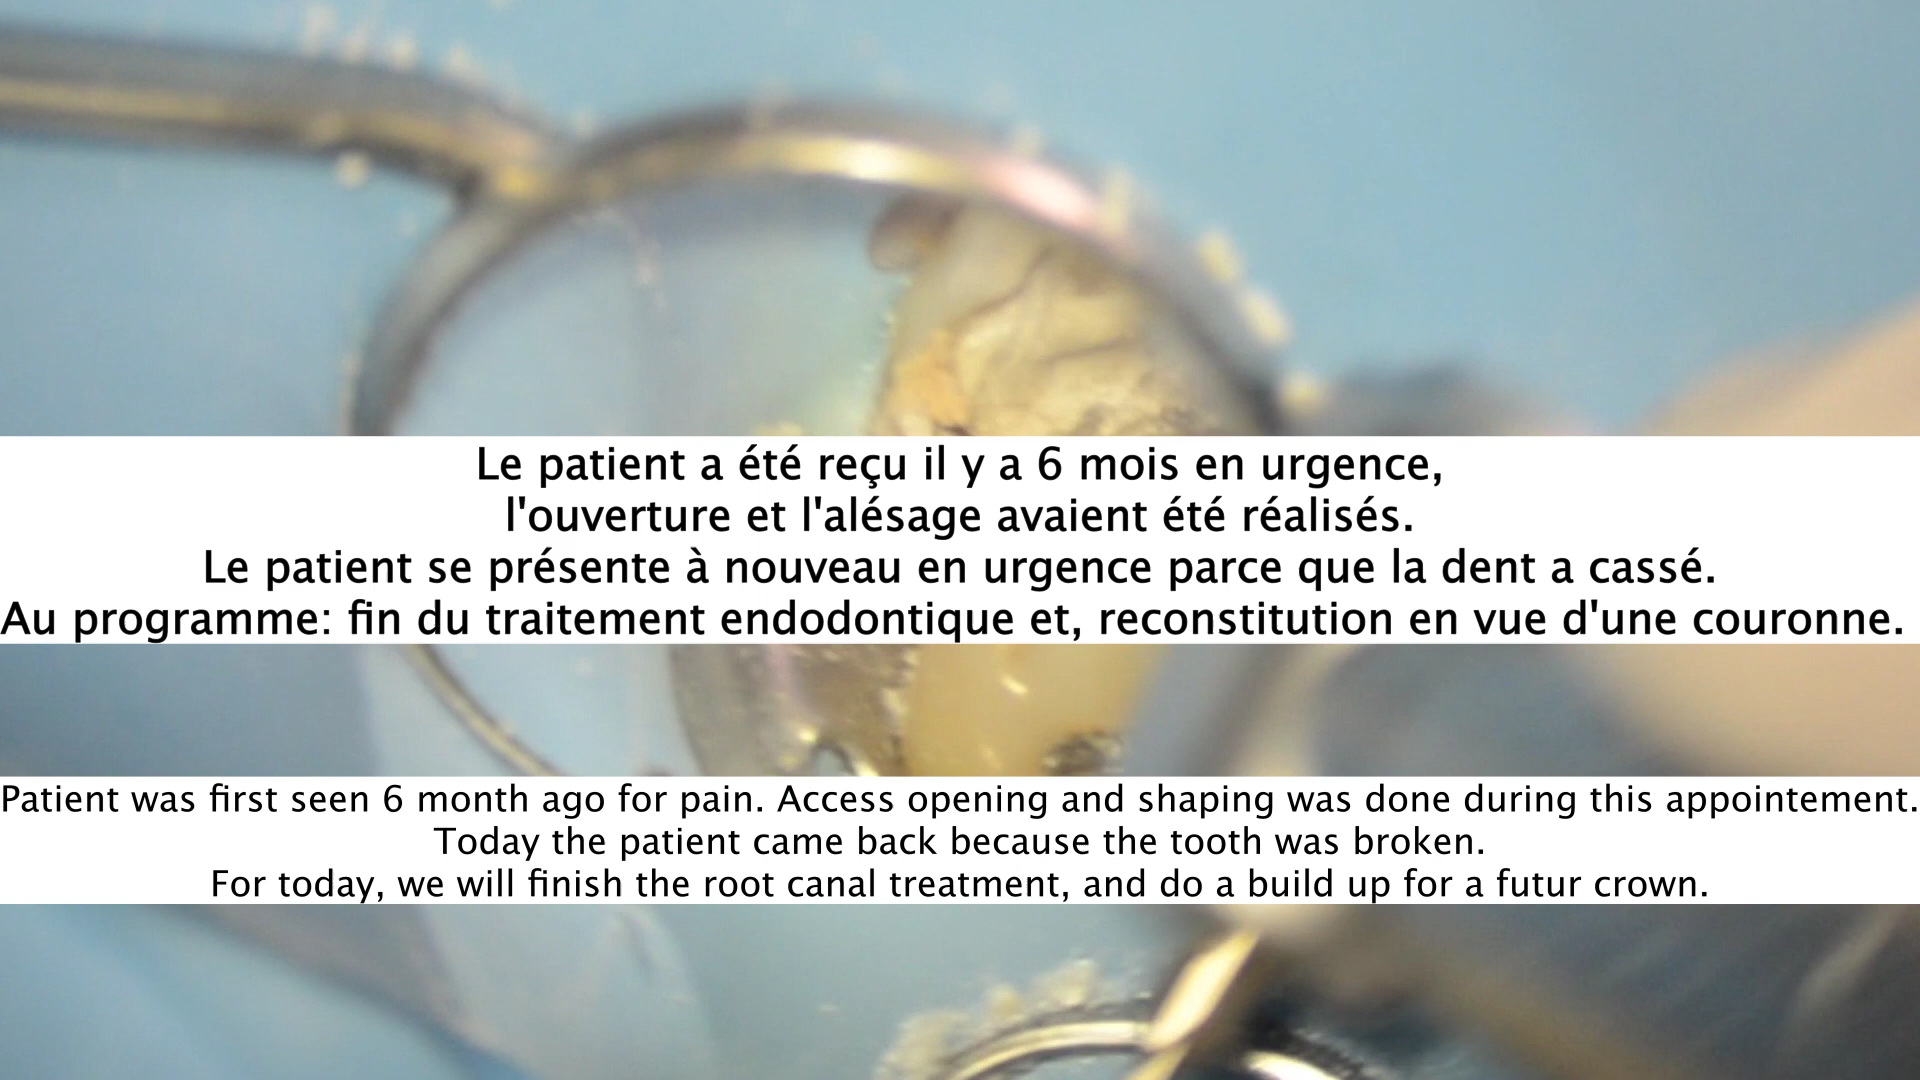 Le patient a été reçu il y a 6 mois en urgence,
l'ouverture et l'alésage avaient été réalisés.
Le patient se présente à nouveau en urgence parce que la dent a cassé.
Au programme: fin du traitement endodontique et, reconstitution en vue d'une couronne.
Patient was first seen 6 month ago for pain. Access opening and shaping was done during this appointement.
Today the patient came back because the tooth was broken.
For today, we will finish the root canal treatment, and do a build up for a futur crown.